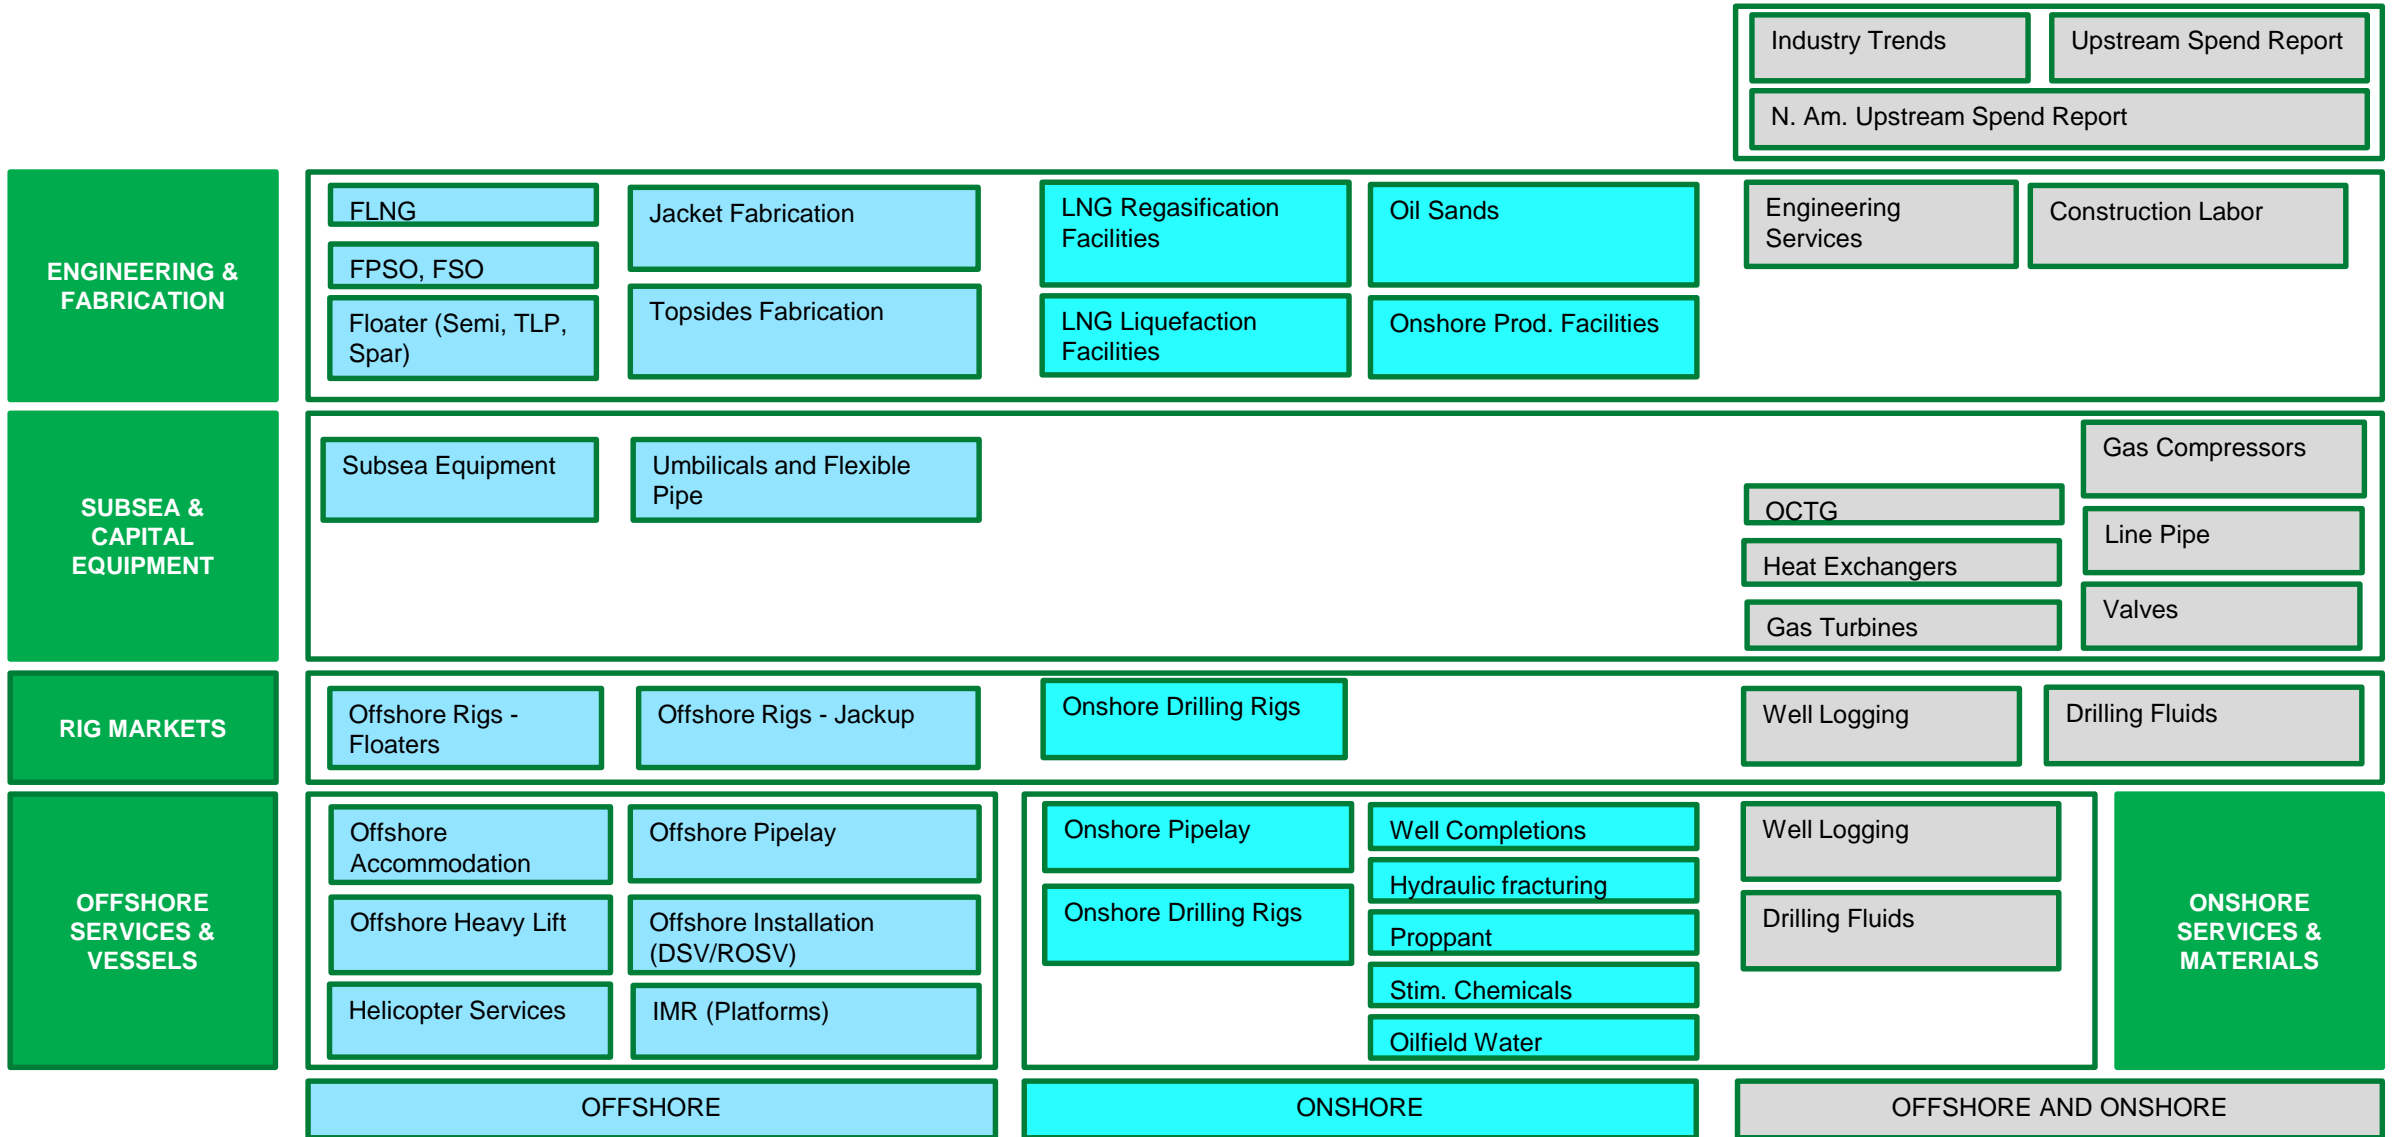 Industry Trends
Upstream Spend Report
N. Am. Upstream Spend Report
ENGINEERING &
FABRICATION
FLNG
FPSO, FSO
Floater (Semi, TLP,
Spar)
Jacket Fabrication
Topsides Fabrication
LNG Regasification
Facilities
LNG Liquefaction
Facilities
Oil Sands
Onshore Prod. Facilities
Engineering
Services
Construction Labor
SUBSEA &
CAPITAL
EQUIPMENT
Subsea Equipment
Umbilicals and Flexible
Pipe
OCTG
Heat Exchangers
Gas Turbines
Gas Compressors
Line Pipe
Valves
RIG MARKETS
Offshore Rigs -
Floaters
Offshore Rigs - Jackup
Onshore Drilling Rigs
Well Logging
Drilling Fluids
OFFSHORE
SERVICES &
VESSELS
Offshore
Accommodation
Offshore Heavy Lift
Helicopter Services
Offshore Pipelay
Offshore Installation
(DSV/ROSV)
IMR (Platforms)
Onshore Pipelay
Onshore Drilling Rigs
Well Completions
Hydraulic fracturing
Proppant
Stim. Chemicals
Oilfield Water
Well Logging
Drilling Fluids
ONSHORE
SERVICES &
MATERIALS
OFFSHORE
ONSHORE
OFFSHORE AND ONSHORE